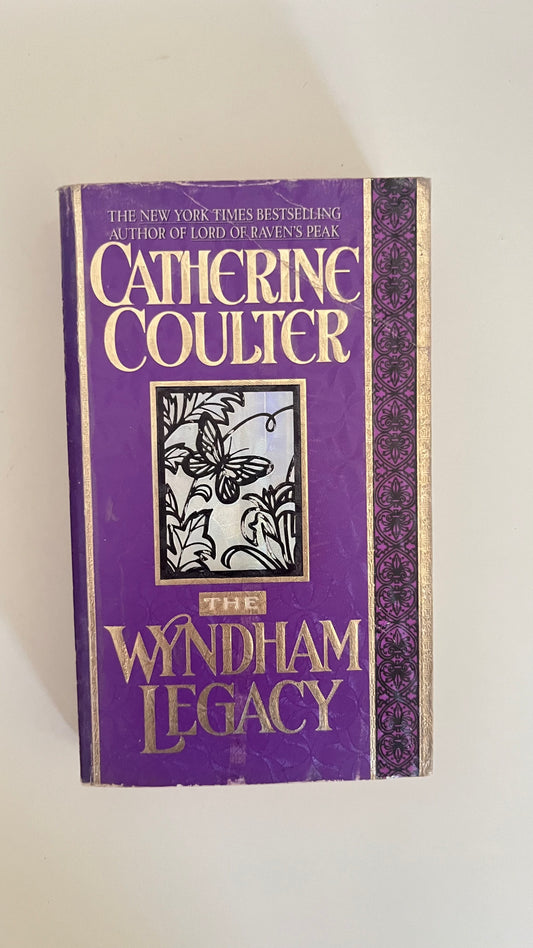 THE NEW YORK TIMES BESTSELLING
AUTHOR OF LORD OF RAVEN'S PEAK
CATHERINE
COULTER
THE
WYNDHAM
LEGACY